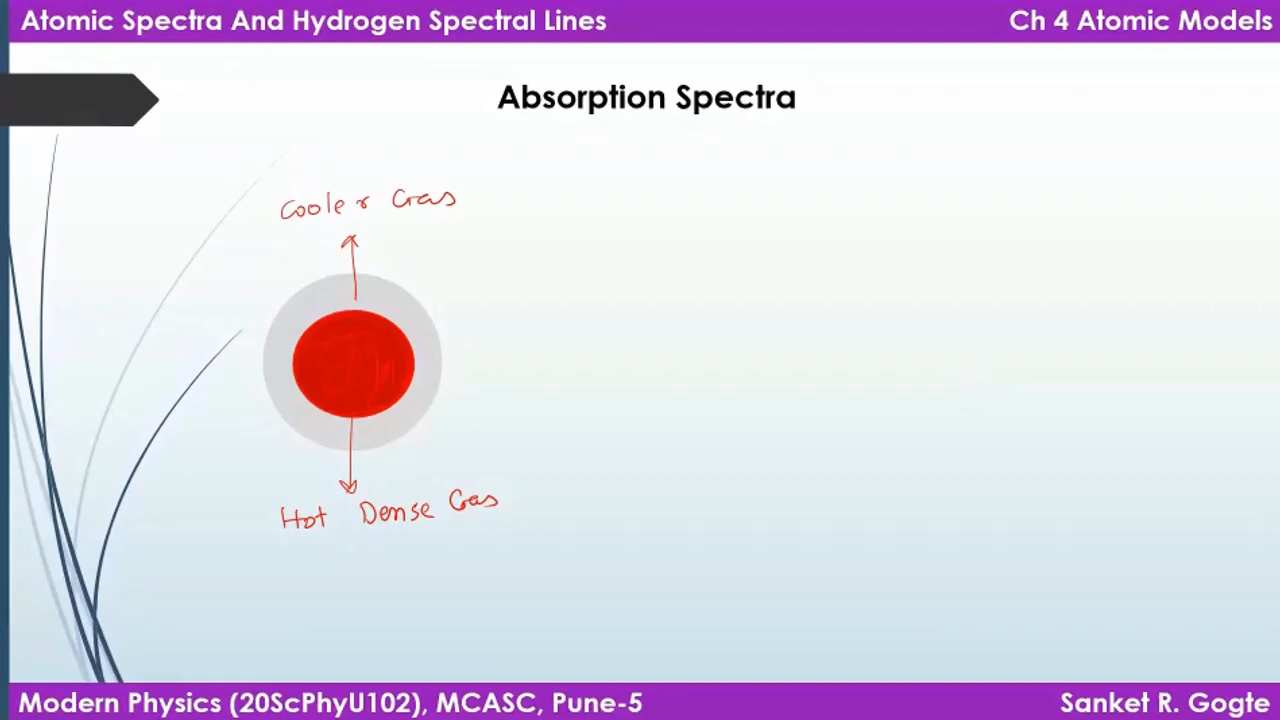 Atomic Spectra And Hydrogen Spectral Lines
Ch 4 Atomic Models
Absorption Spectra
Cooler Gas
Hot Dense Gas
Modern Physics (20ScPhyU102), MCASC, Pune-5
Sanket R. Gogte